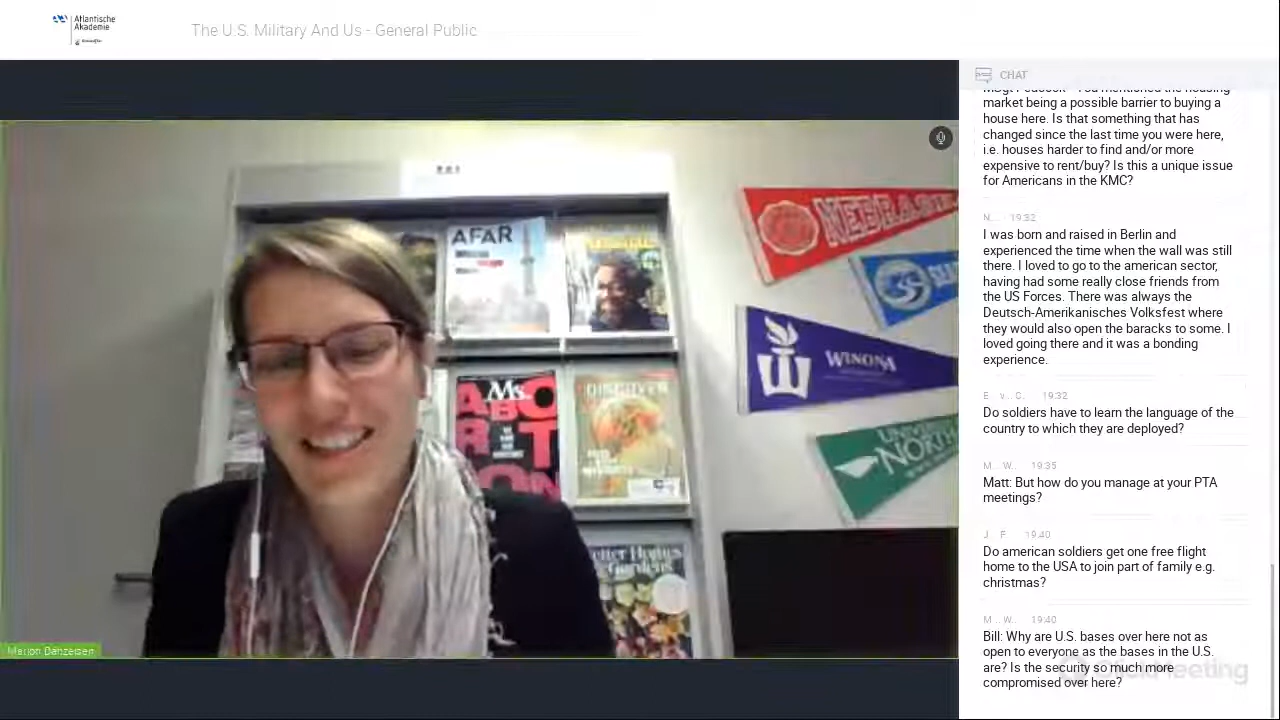 Atlantische
Akademie
The U.S. Military And Us - General Public
CHAT
market being a possible barrier to buying a
house here. Is that something that has
changed since the last time you were here,
i.e. houses harder to find and/or more
expensive to rent/buy? Is this a unique issue
for Americans in the KMC?
19:32
I was born and raised in Berlin and
experienced the time when the wall was still
there. I loved to go to the american sector,
having had some really close friends from
the US Forces. There was always the
Deutsch-Amerikanisches Volksfest where
they would also open the baracks to some. I
loved going there and it was a bonding
experience.
19:32
Do soldiers have to learn the language of the
country to which they are deployed?
M... W.. 19:35
Matt: But how do you manage at your PTA
meetings?
J... F... 19:40
Do american soldiers get one free flight
home to the USA to join part of family e.g.
christmas?
M... W.. 19:40
Bill: Why are U.S. bases over here not as
open to everyone as the bases in the U.S.
are? Is the security so much more
compromised over here?
ClickMeeting
AFAR
Ms.
ABO
RT
ION
DISCOVER
Gardens
NEBRASKA
WINONA
NORTH